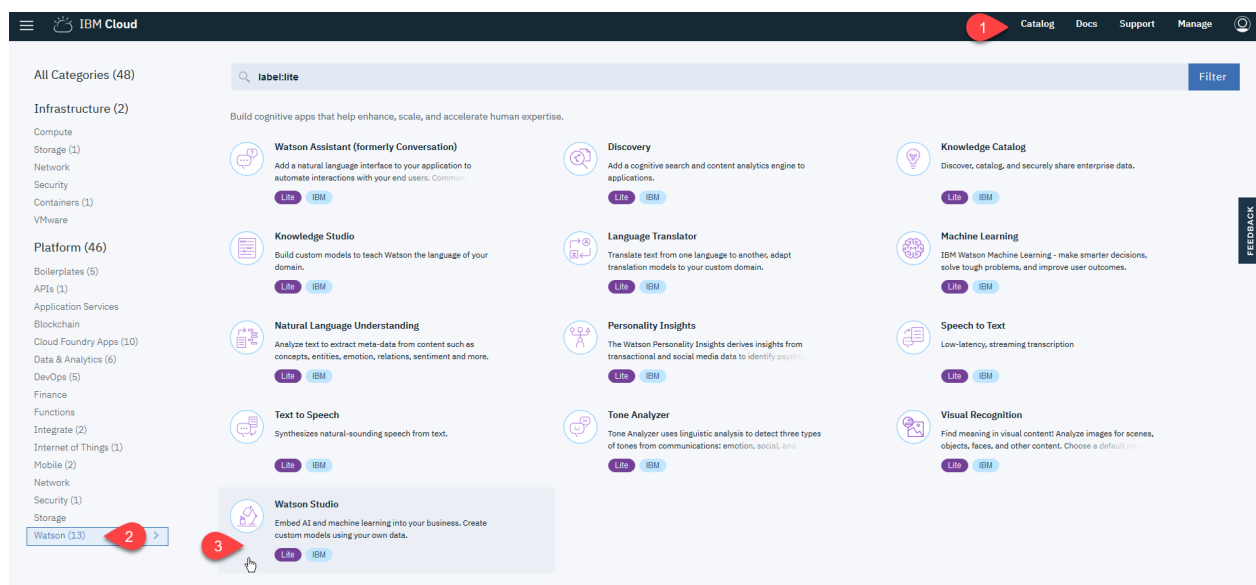 IBM Cloud
1
Catalog
Docs
Support
Manage
All Categories (48)
Infrastructure (2)
Compute
Storage (1)
Network
Security
Containers (1)
VMware
Platform (46)
Boilerplates (5)
APIs (1)
Application Services
Blockchain
Cloud Foundry Apps (10)
Data & Analytics (6)
DevOps (5)
Finance
Functions
Integrate (2)
Internet of Things (1)
Mobile (2)
Network
Security (1)
Storage
Watson (13)
2
label:lite
Filter
Build cognitive apps that help enhance, scale, and accelerate human expertise.
Watson Assistant (formerly Conversation)
Add a natural language interface to your application to
automate interactions with your end users. Common
Lite IBM
Discovery
Add a cognitive search and content analytics engine to
applications.
Lite IBM
Knowledge Catalog
Discover, catalog, and securely share enterprise data.
Lite IBM
Knowledge Studio
Build custom models to teach Watson the language of your
domain.
Lite IBM
Language Translator
Translate text from one language to another, adapt
translation models to your custom domain.
Lite IBM
Machine Learning
IBM Watson Machine Learning - make smarter decisions,
solve tough problems, and improve user outcomes.
Lite IBM
Natural Language Understanding
Analyze text to extract meta-data from content such as
concepts, entities, emotion, relations, sentiment and more.
Lite IBM
Personality Insights
The Watson Personality Insights derives insights from
transactional and social media data to identify
Lite IBM
Speech to Text
Low-latency, streaming transcription
Lite IBM
Text to Speech
Synthesizes natural-sounding speech from text.
Lite IBM
Tone Analyzer
Tone Analyzer uses linguistic analysis to detect three types
of tones from communications: emotion, social, and
Lite IBM
Visual Recognition
Find meaning in visual content! Analyze images for scenes,
objects, faces, and other content. Choose a default
Lite IBM
3
Watson Studio
Embed AI and machine learning into your business. Create
custom models using your own data.
Lite IBM
FEEDBACK